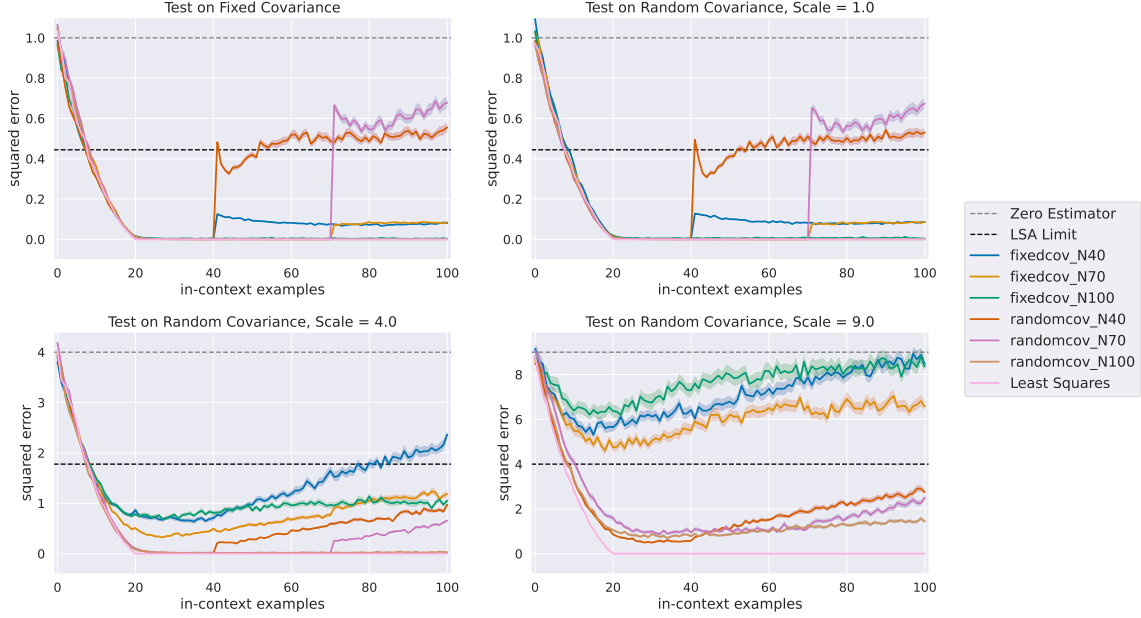 Test on Fixed Covariance
1.0
0.8
0.6
0.4
0.2
0.0
squared error
0 20 40 60 80 100
in-context examples
Test on Random Covariance, Scale = 1.0
1.0
0.8
0.6
0.4
0.2
0.0
squared error
0 20 40 60 80 100
in-context examples
Test on Random Covariance, Scale = 4.0
4
3
2
1
0
squared error
0 20 40 60 80 100
in-context examples
Test on Random Covariance, Scale = 9.0
8
6
4
2
0
squared error
0 20 40 60 80 100
in-context examples
Zero Estimator
LSA Limit
fixedcov_N40
fixedcov_N70
fixedcov_N100
randomcov_N40
randomcov_N70
randomcov_N100
Least Squares